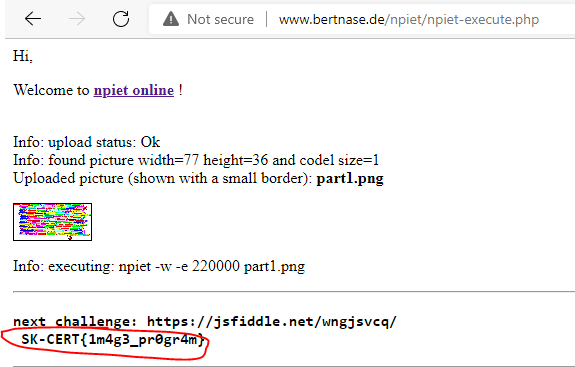 Not secure | www.bertnase.de/npiet/npiet-execute.php
Hi,
Welcome to npiet online !
Info: upload status: Ok
Info: found picture width=77 height=36 and codel size=1
Uploaded picture (shown with a small border): part1.png
Info: executing: npiet -w -e 220000 part1.png
next challenge: https://jsfiddle.net/wngjsvcq/
SK-CERT{1m4g3_pr0gr4m}